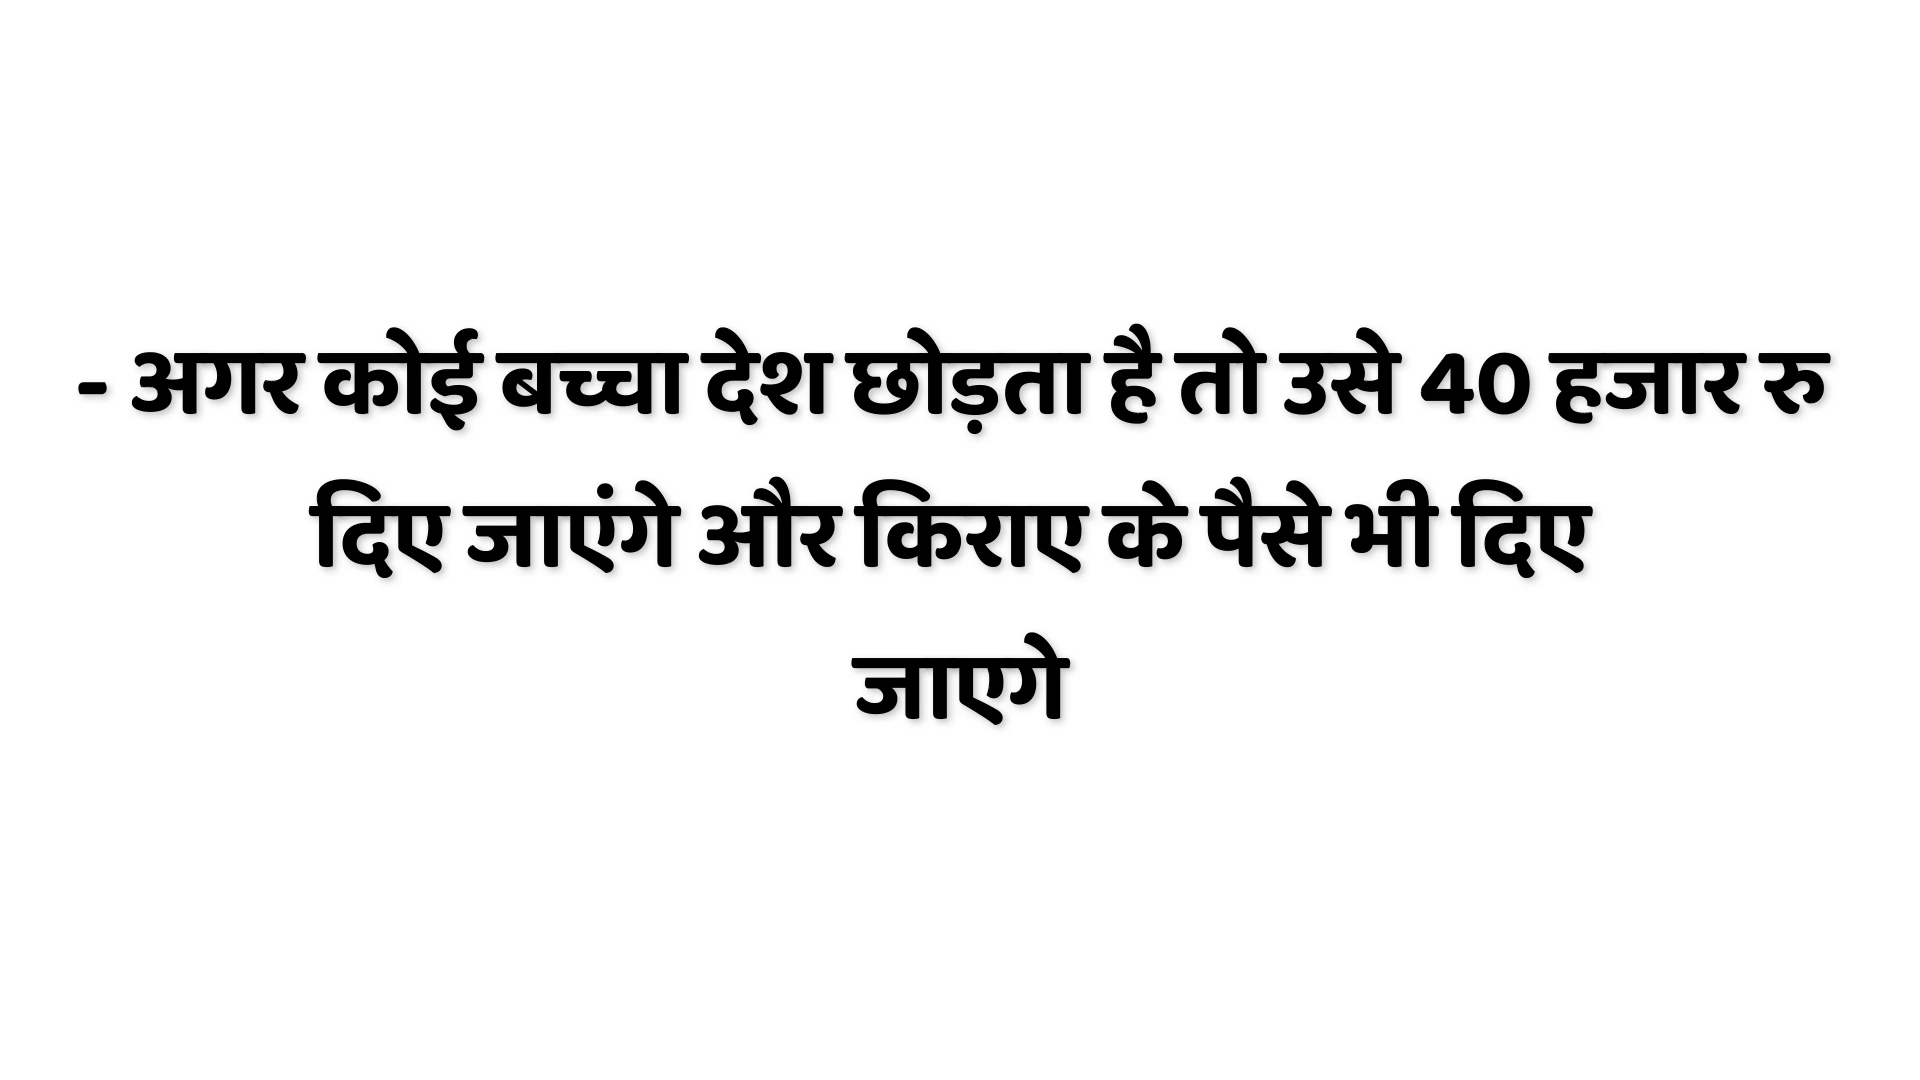 - अगर कोई बच्चा देश छोड़ता है तो उसे 40 हजार रु
दिए जाएंगे और किराए के पैसे भी दिए
जाएगे